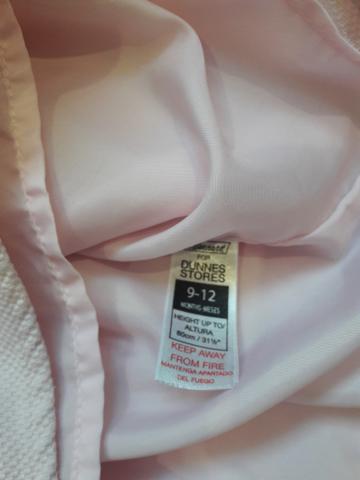 FOR
DUNNES
STORES
9-12
MONTHS-MESES
HEIGHT UP TO/
ALTURA
80cm / 31½"
KEEP AWAY
FROM FIRE
MANTENGA APARTADO
DEL FUEGO